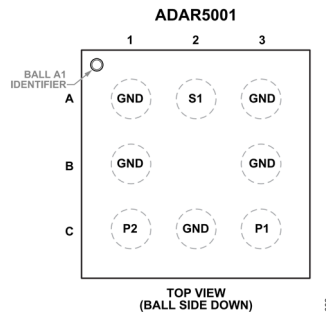 ADAR5001
1 2 3
BALL A1
IDENTIFIER
A GND S1 GND
B GND GND
C P2 GND P1
TOP VIEW
(BALL SIDE DOWN)